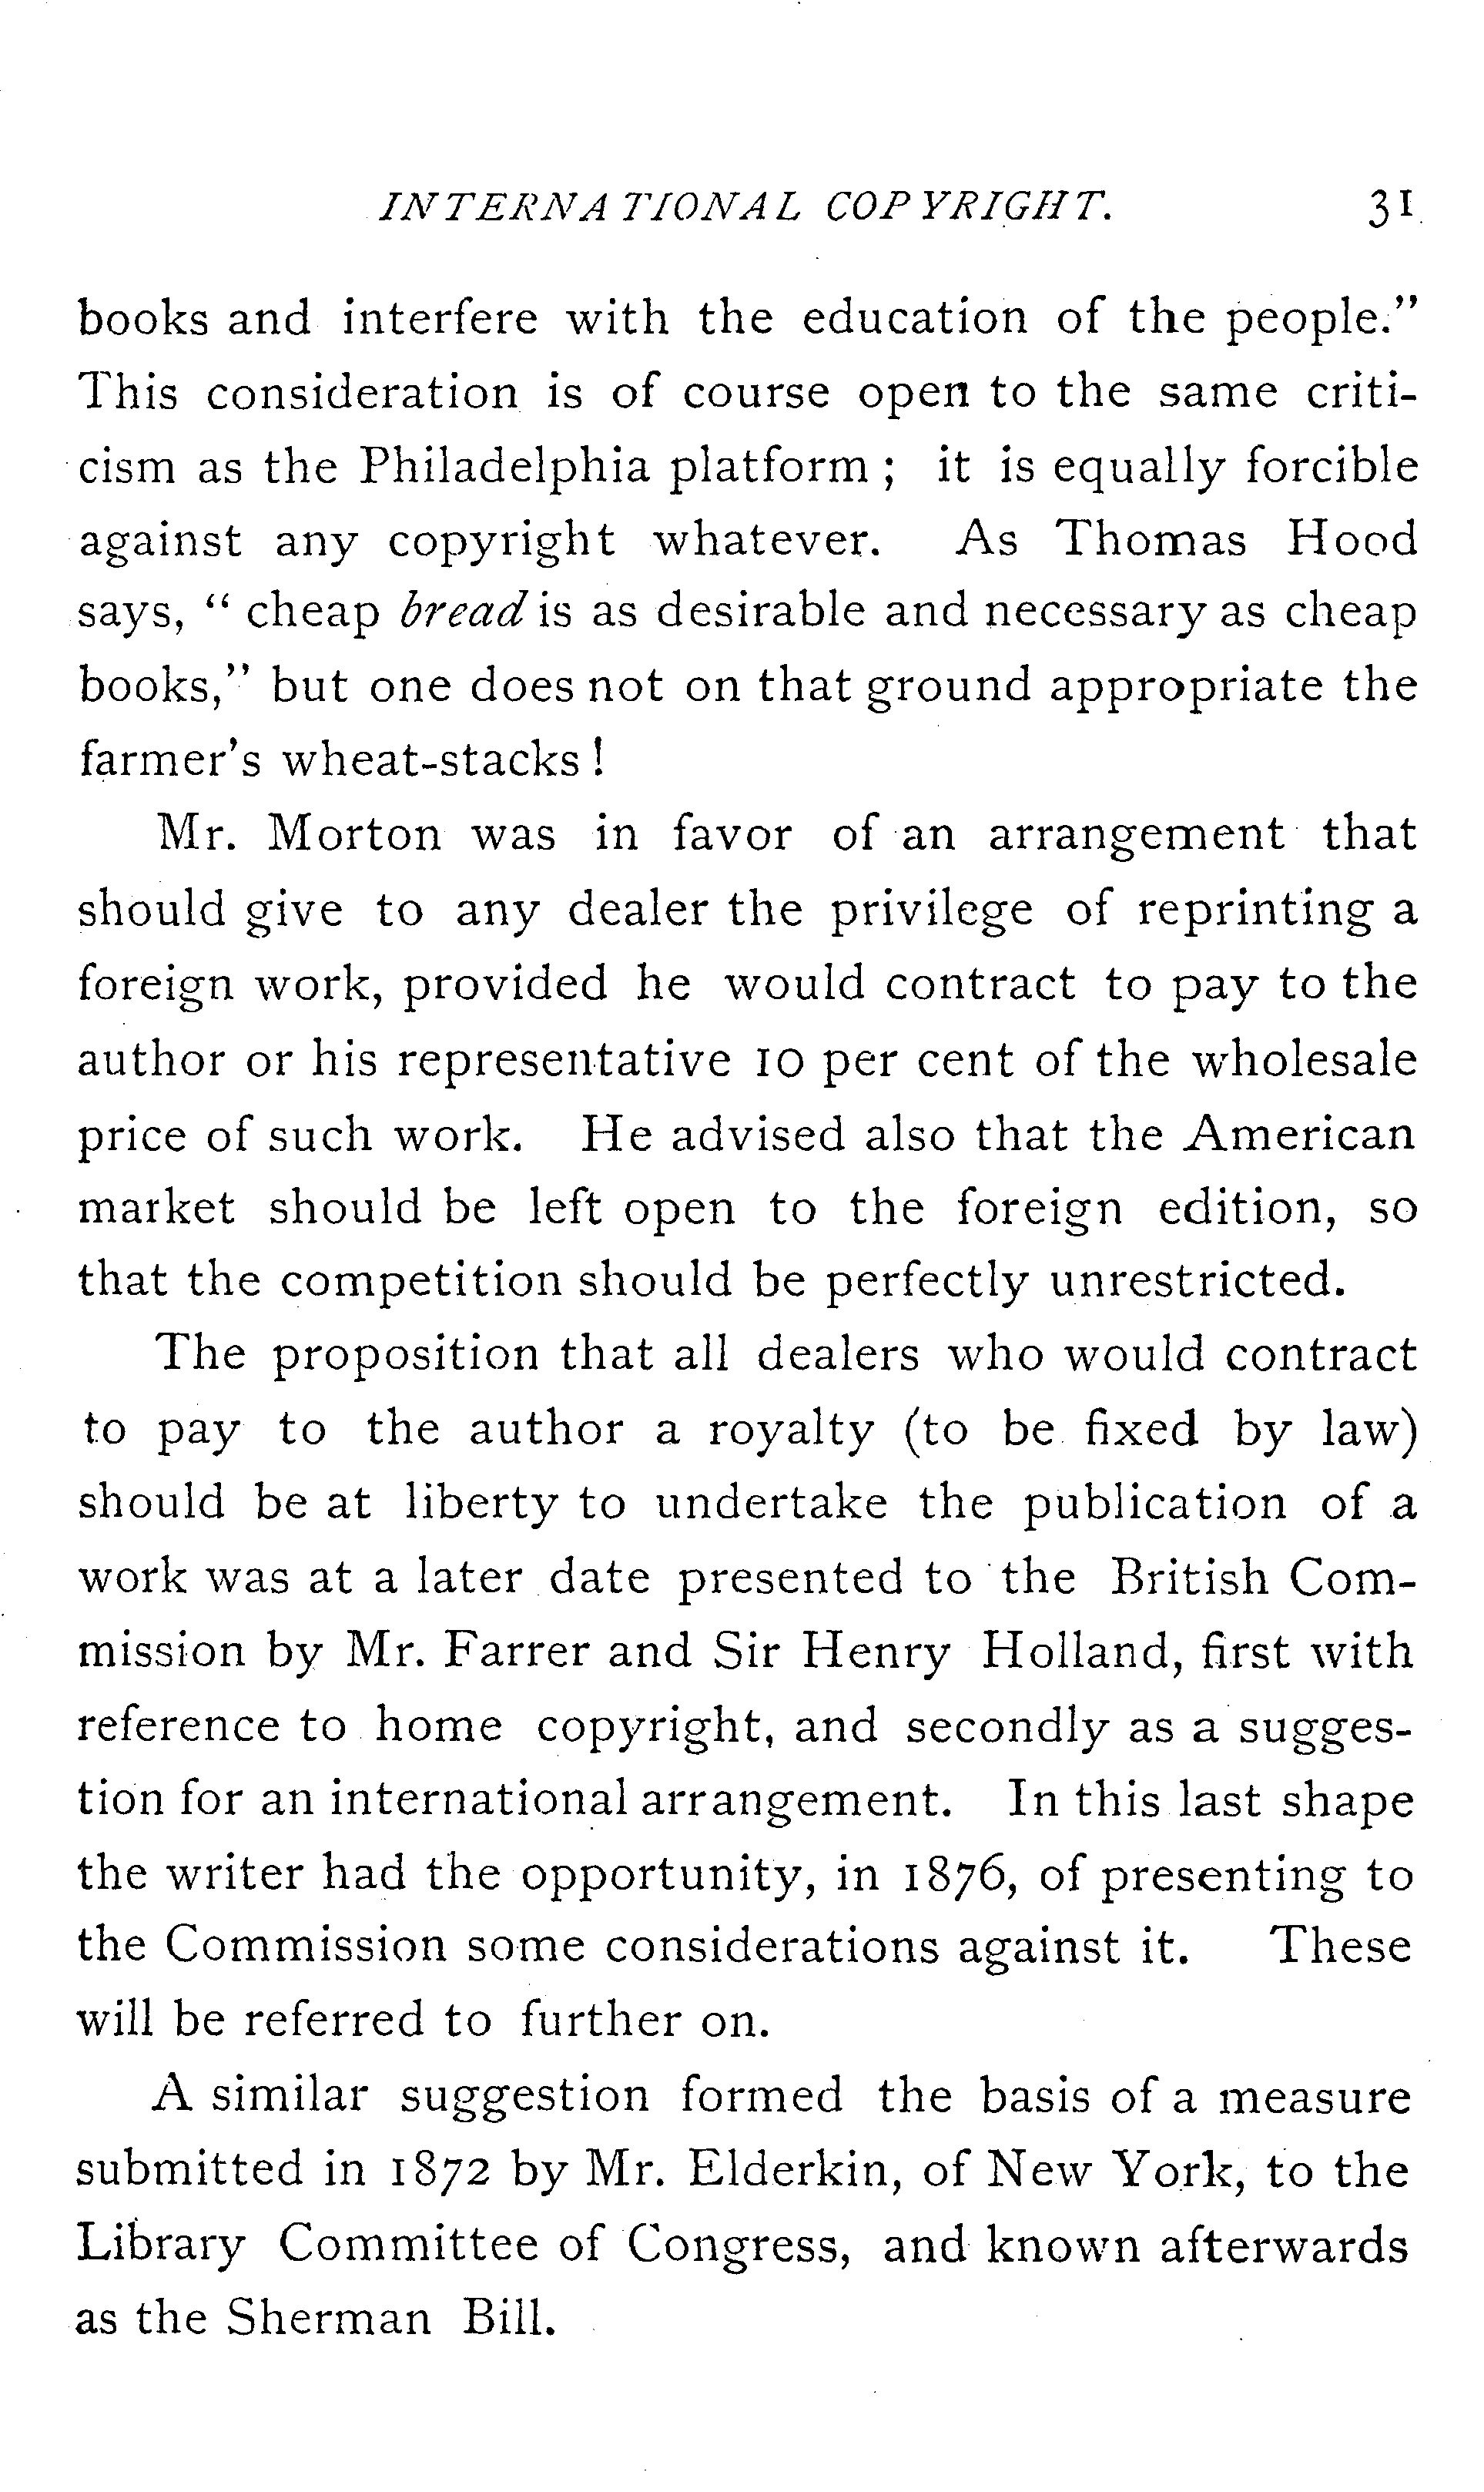 INTERNATIONAL COPYRIGHT. 31
books and interfere with the education of the people."
This consideration is of course open to the same criti-
cism as the Philadelphia platform ; it is equally forcible
against any copyright whatever. As Thomas Hood
says, " cheap bread is as desirable and necessary as cheap
books," but one does not on that ground appropriate the
farmer's wheat-stacks !
Mr. Morton was in favor of an arrangement that
should give to any dealer the privilege of reprinting a
foreign work, provided he would contract to pay to the
author or his representative 10 per cent of the wholesale
price of such work. He advised also that the American
market should be left open to the foreign edition, so
that the competition should be perfectly unrestricted.
The proposition that all dealers who would contract
to pay to the author a royalty (to be fixed by law)
should be at liberty to undertake the publication of a
work was at a later date presented to the British Com-
mission by Mr. Farrer and Sir Henry Holland, first with
reference to home copyright, and secondly as a sugges-
tion for an international arrangement. In this last shape
the writer had the opportunity, in 1876, of presenting to
the Commission some considerations against it. These
will be referred to further on.
A similar suggestion formed the basis of a measure
submitted in 1872 by Mr. Elderkin, of New York, to the
Library Committee of Congress, and known afterwards
as the Sherman Bill.